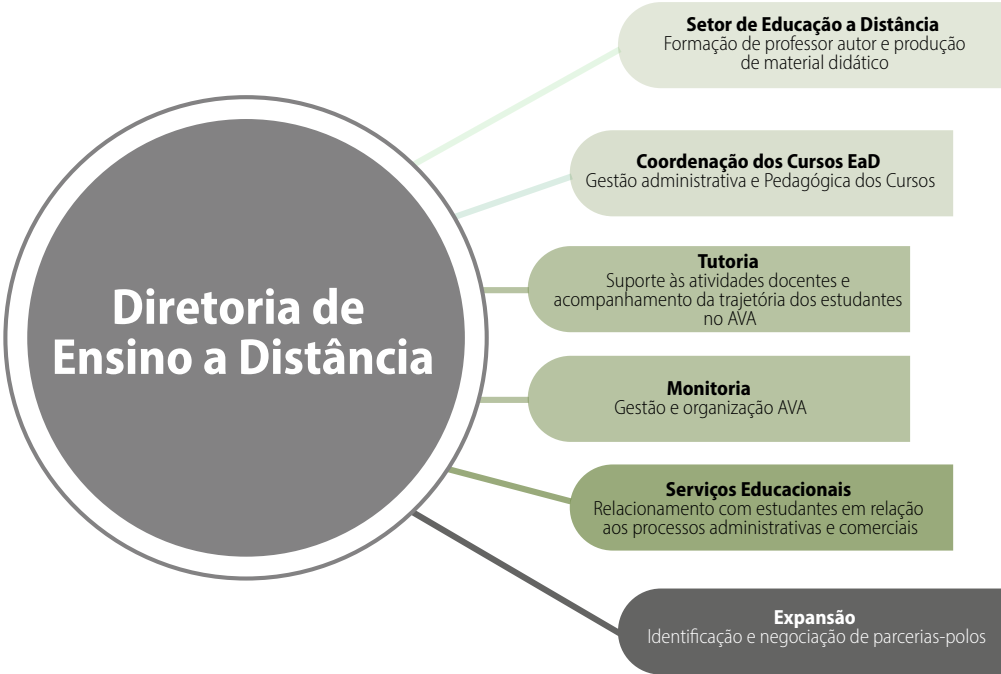 Diretoria de
Ensino a Distância
Setor de Educação a Distância
Formação de professor autor e produção
de material didático
Coordenação dos Cursos EaD
Gestão administrativa e Pedagógica dos Cursos
Tutoria
Suporte às atividades docentes e
acompanhamento da trajetória dos estudantes
no AVA
Monitoria
Gestão e organização AVA
Serviços Educacionais
Relacionamento com estudantes em relação
aos processos administrativas e comerciais
Expansão
Identificação e negociação de parcerias-polos